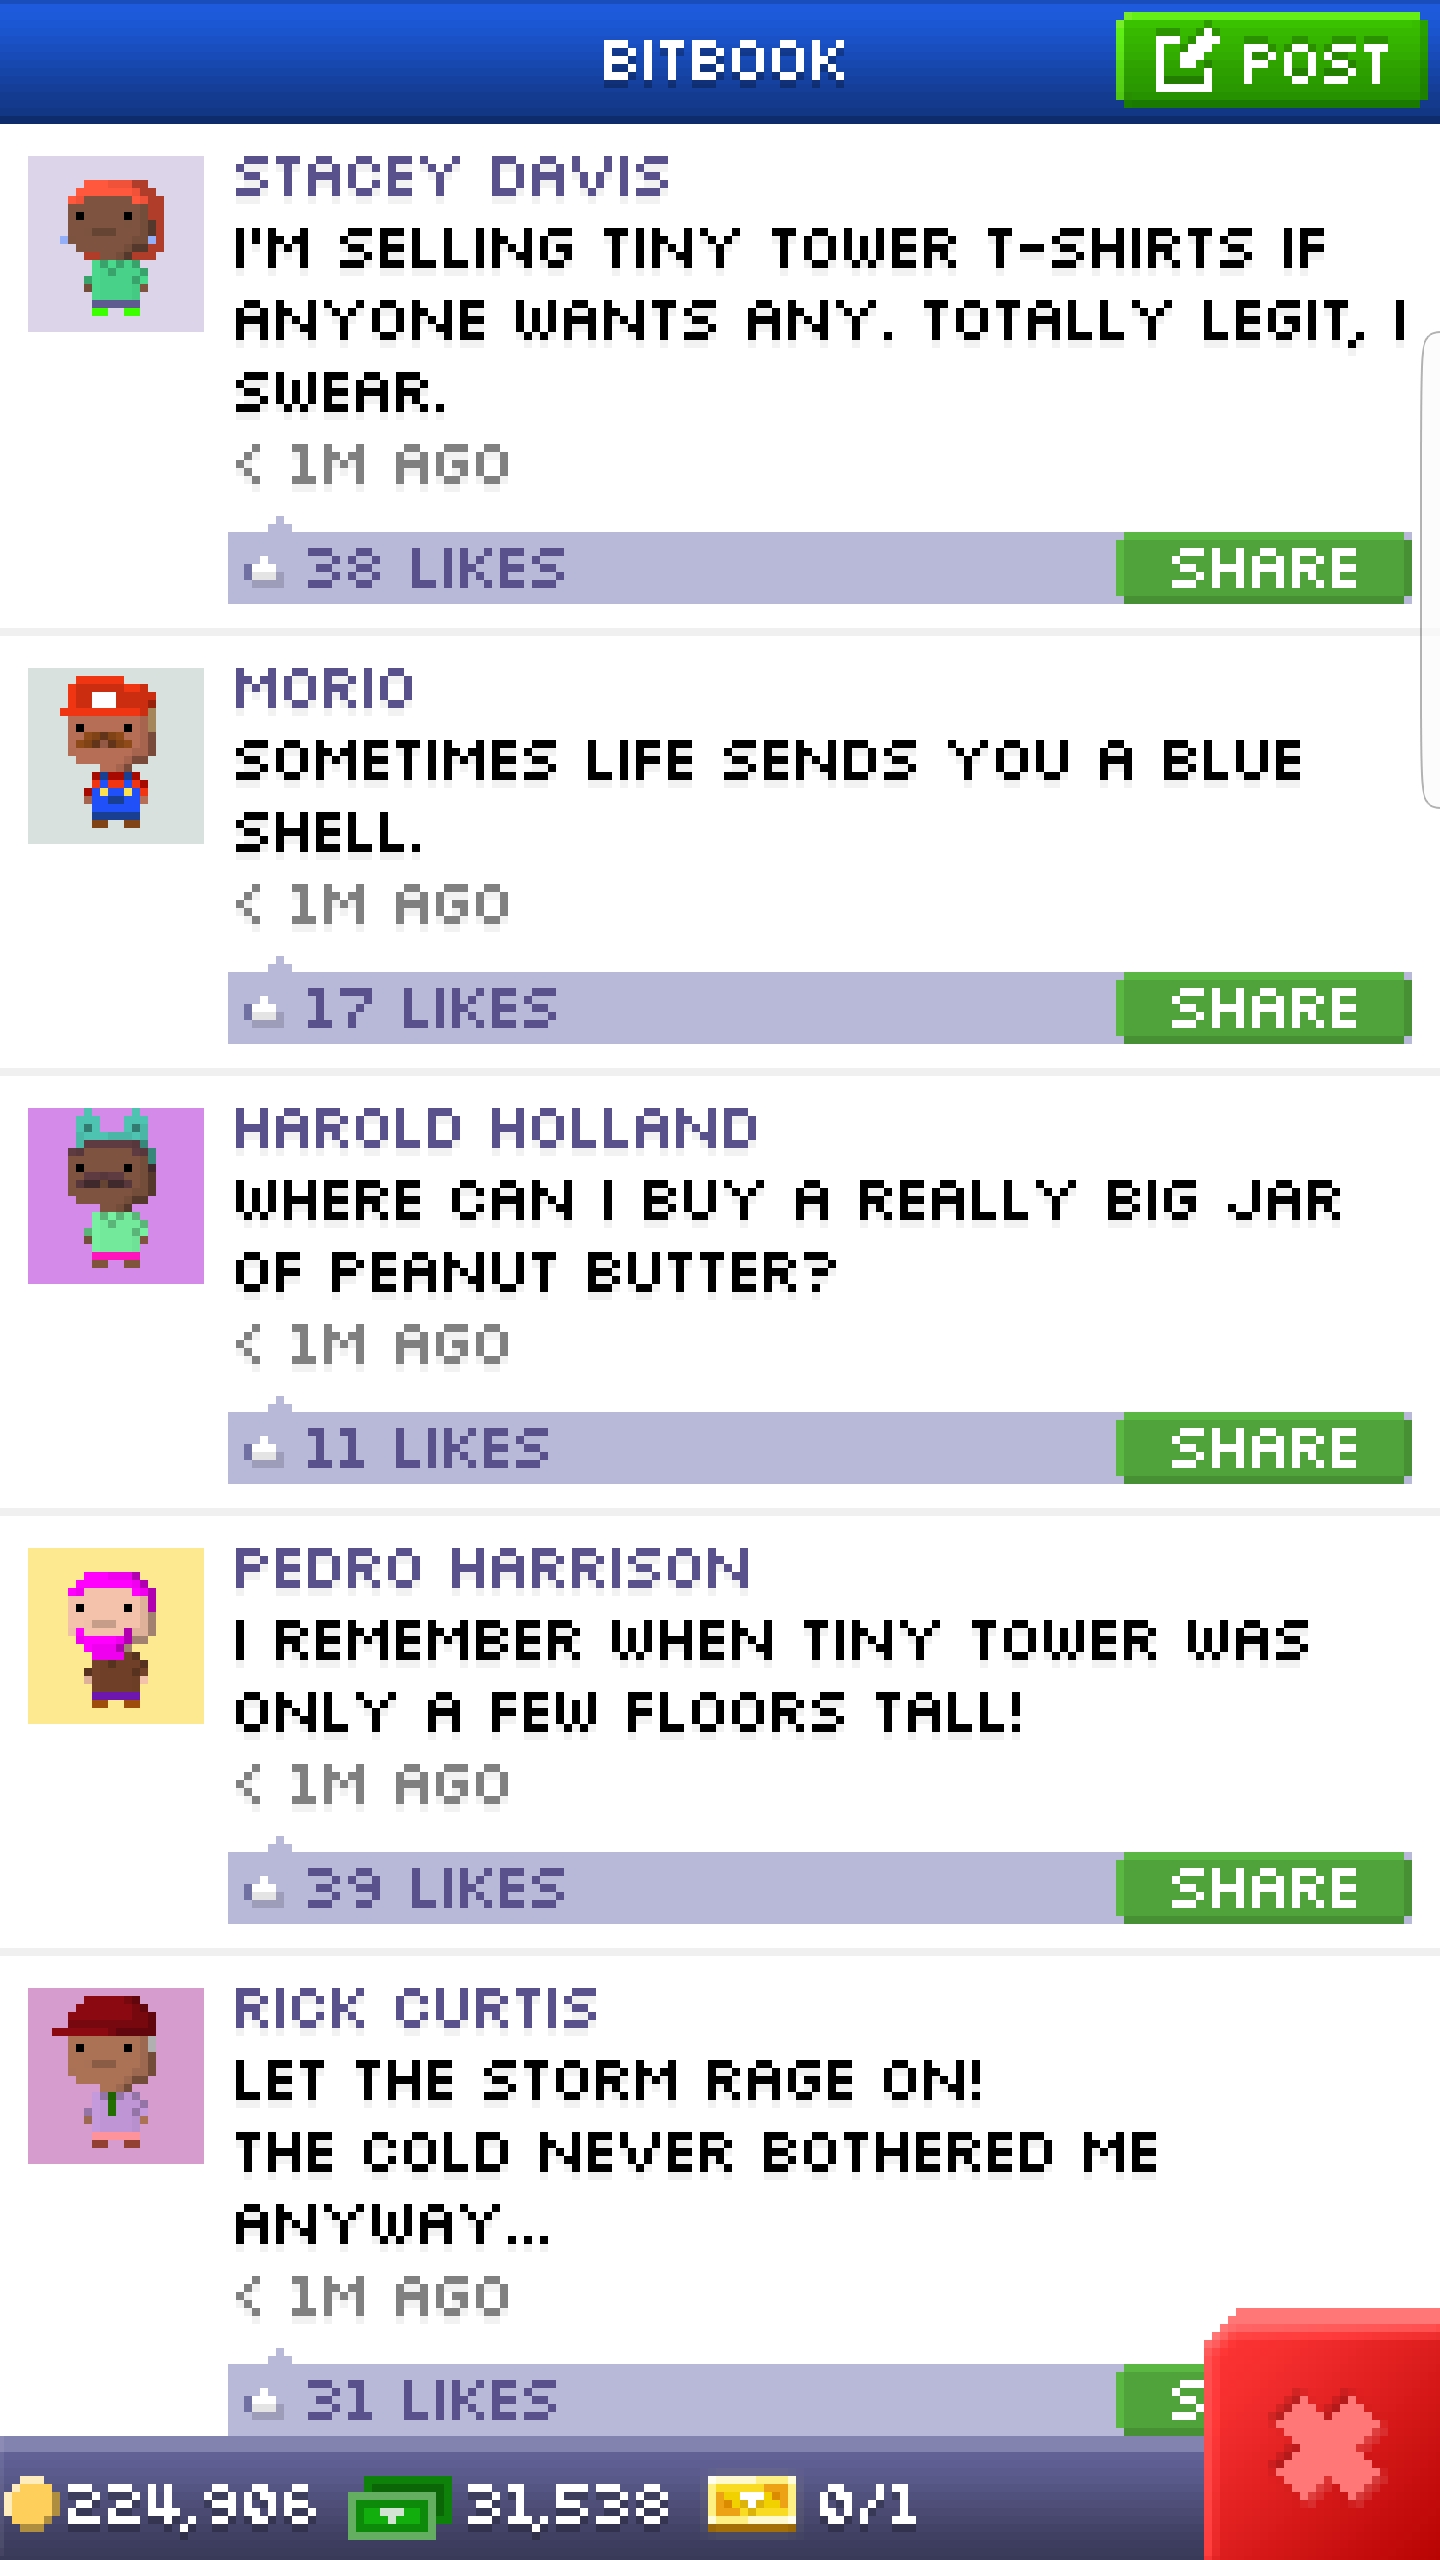 BITBOOK
POST
STACEY DAVIS
I'M SELLING TINY TOWER T-SHIRTS IF
ANYONE WANTS ANY. TOTALLY LEGIT, I
SWEAR.
< 1M AGO
38 LIKES
SHARE
MORIO
SOMETIMES LIFE SENDS YOU A BLUE
SHELL.
< 1M AGO
17 LIKES
SHARE
HAROLD HOLLAND
WHERE CAN I BUY A REALLY BIG JAR
OF PEANUT BUTTER?
< 1M AGO
11 LIKES
SHARE
PEDRO HARRISON
I REMEMBER WHEN TINY TOWER WAS
ONLY A FEW FLOORS TALL!
< 1M AGO
39 LIKES
SHARE
RICK CURTIS
LET THE STORM RAGE ON!
THE COLD NEVER BOTHERED ME
ANYWAY...
< 1M AGO
31 LIKES
S
224,906
31,538
0/1